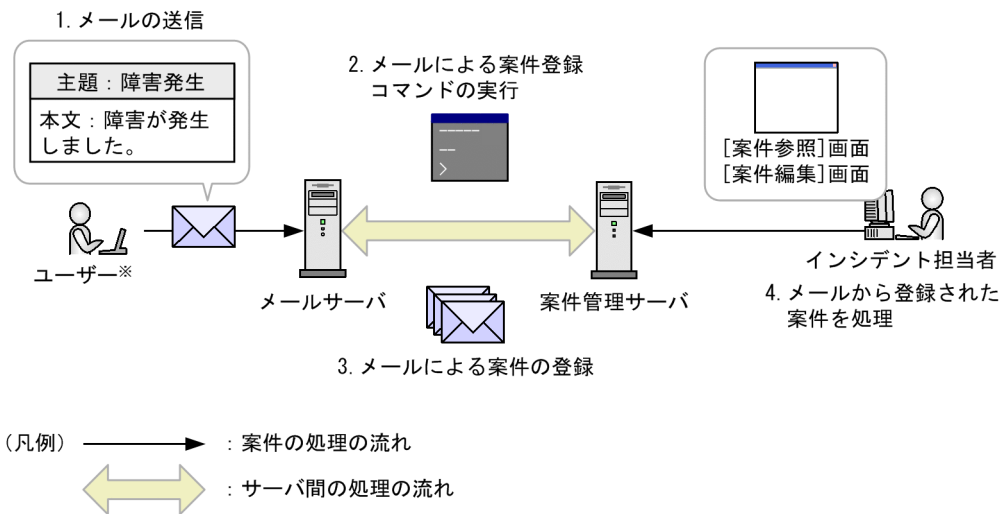 1. メールの送信
主題：障害発生
本文：障害が発生
しました。
2. メールによる案件登録
コマンドの実行
[案件参照]画面
[案件編集]画面
ユーザー※
メールサーバ
案件管理サーバ
インシデント担当者
4. メールから登録された
案件を処理
3. メールによる案件の登録
（凡例）
：案件の処理の流れ
：サーバ間の処理の流れ